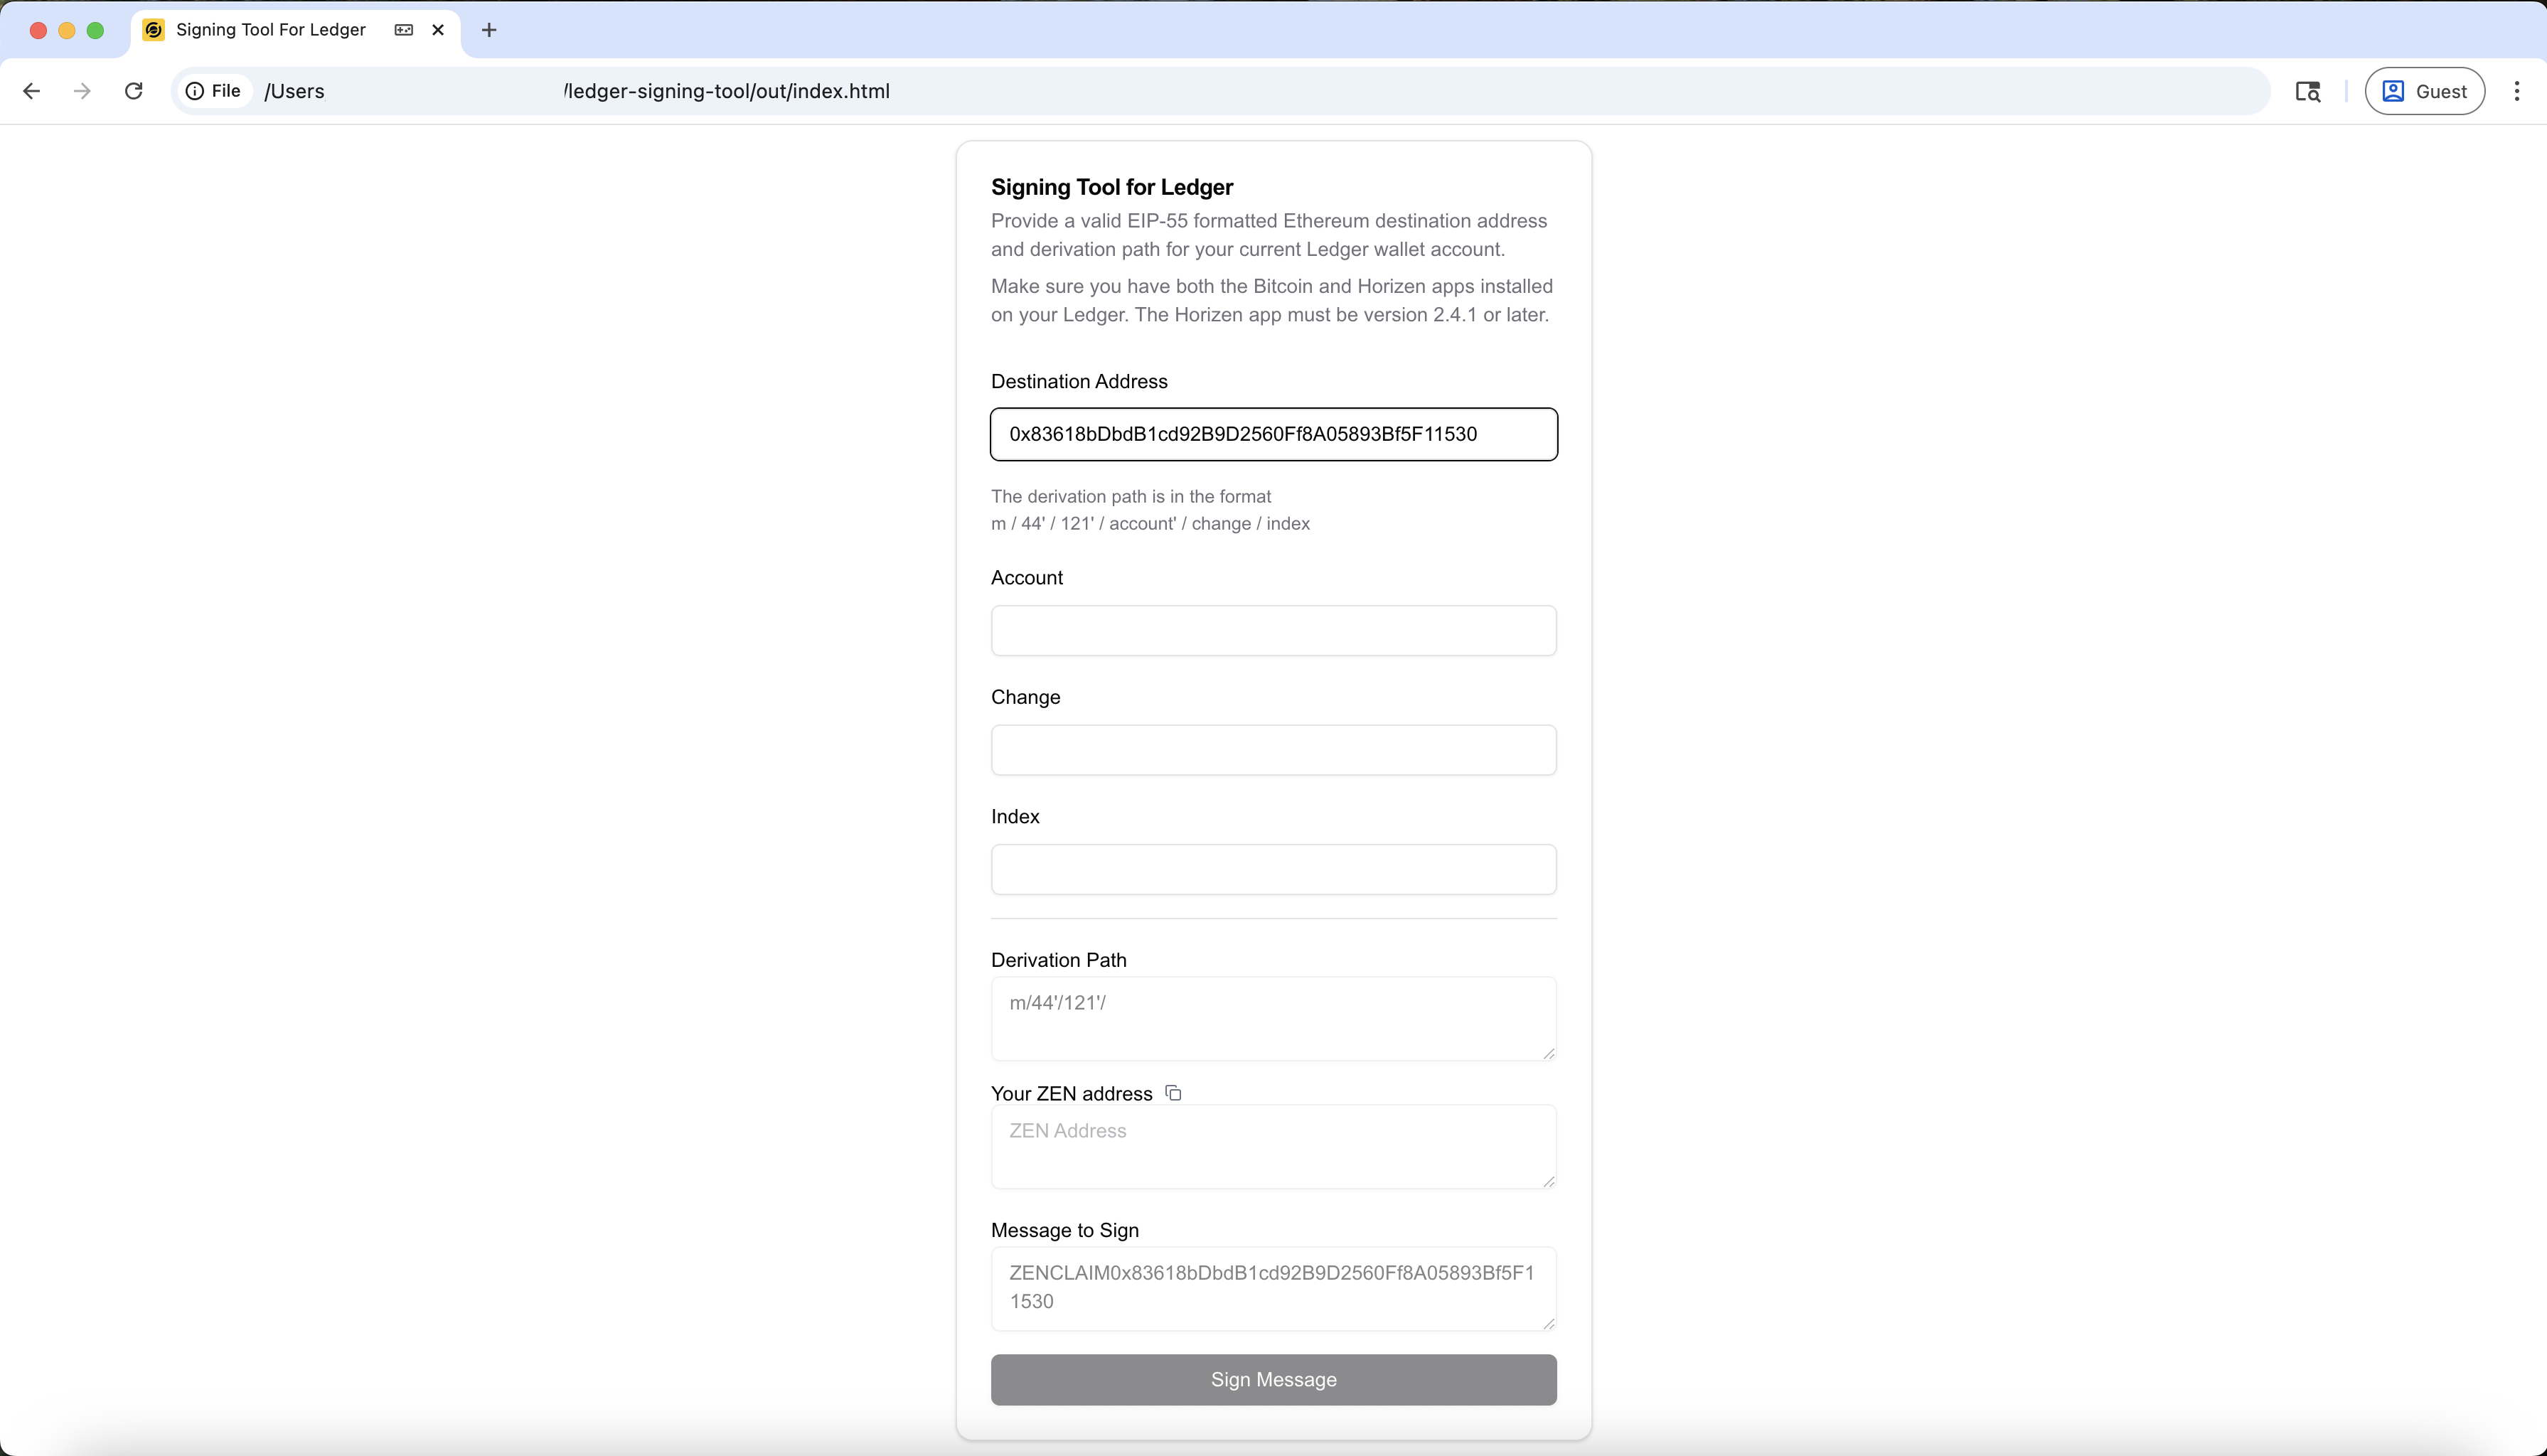 Signing Tool For Ledger
File /Users /ledger-signing-tool/out/index.html
Guest
Signing Tool for Ledger
Provide a valid EIP-55 formatted Ethereum destination address
and derivation path for your current Ledger wallet account.
Make sure you have both the Bitcoin and Horizen apps installed
on your Ledger. The Horizen app must be version 2.4.1 or later.
Destination Address
0x83618bDbdB1cd92B9D2560Ff8A05893Bf5F11530
The derivation path is in the format
m / 44' / 121' / account' / change / index
Account
Change
Index
Derivation Path
m/44'/121'/
Your ZEN address
ZEN Address
Message to Sign
ZENCLAIM0x83618bDbdB1cd92B9D2560Ff8A05893Bf5F1
1530
Sign Message